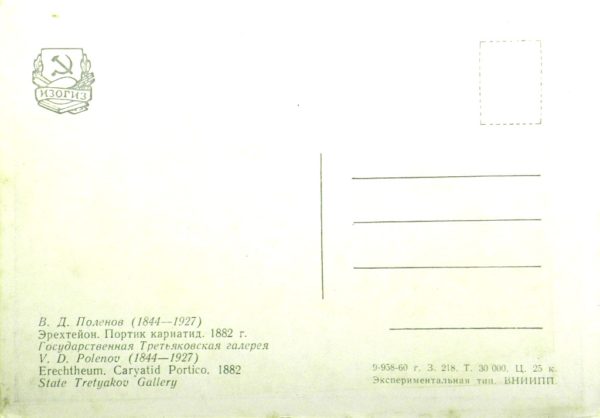 ИЗОГИЗ
В. Д. Поленов (1844—1927)
Эрехтейон. Портик кариатид. 1882 г.
Государственная Третьяковская галерея
V. D. Polenov (1844—1927)
Erechtheum. Caryatid Portico. 1882
State Tretyakov Gallery
9-958-60 г. З. 218. Т. 30 000. Ц. 25 к.
Экспериментальная тип. ВНИИПП.